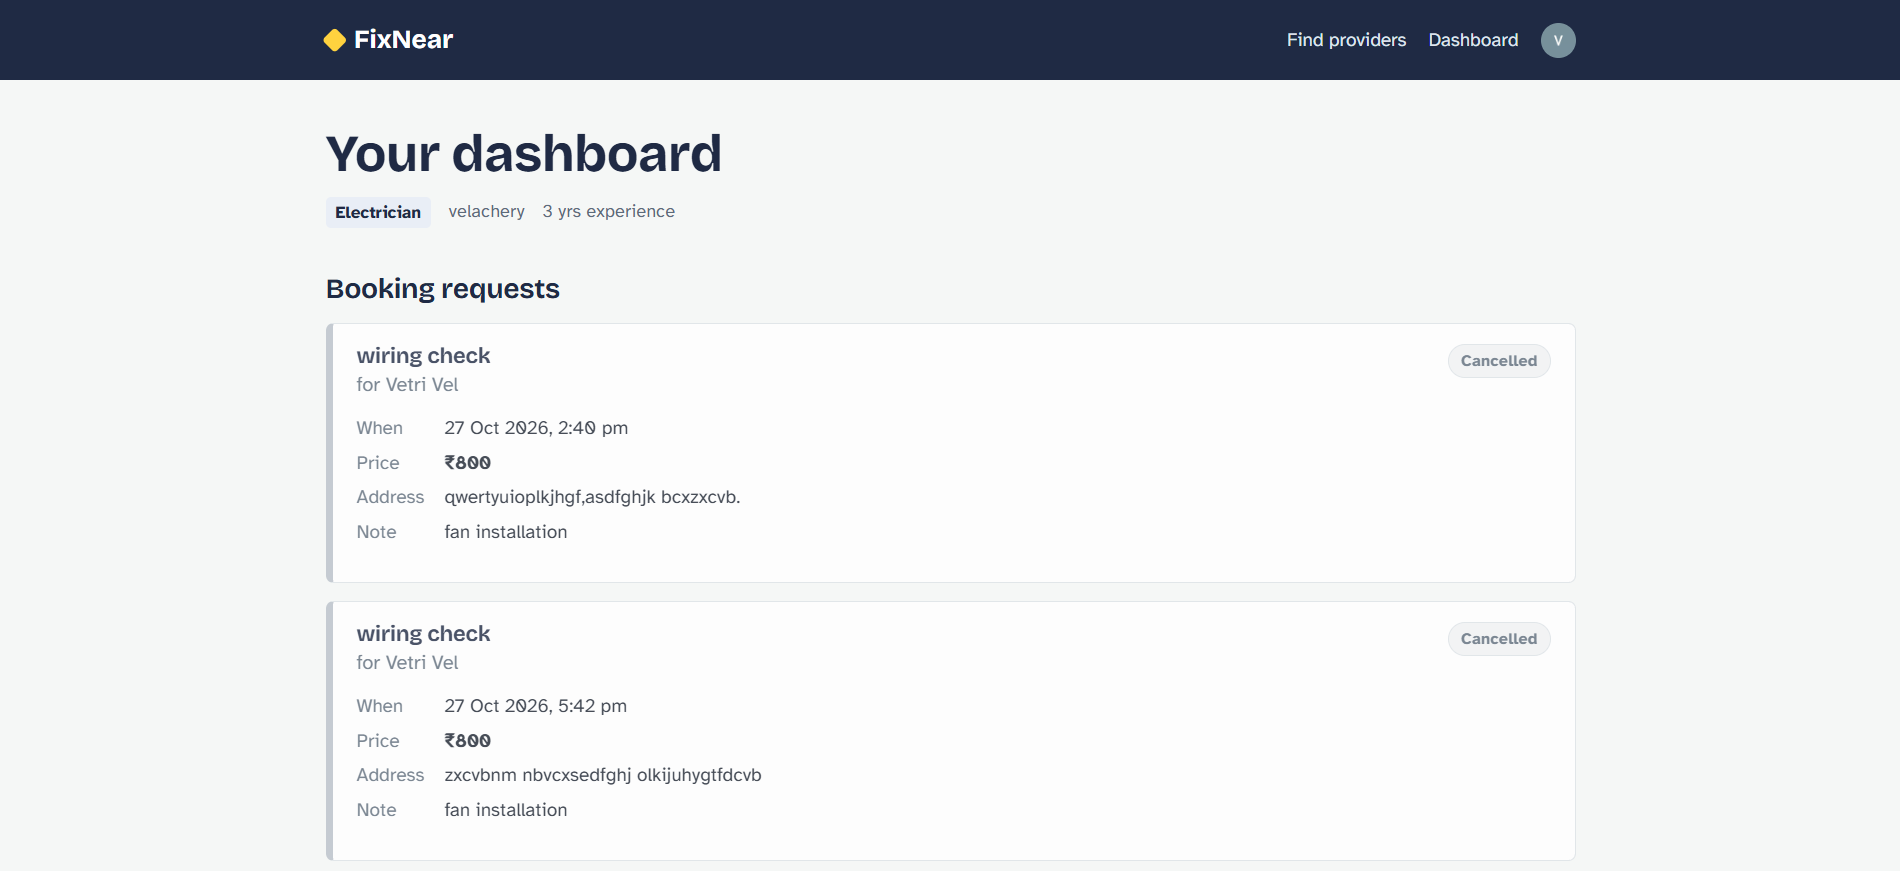 FixNear
Find providers Dashboard V
Your dashboard
Electrician velachery 3 yrs experience
Booking requests
wiring check
Cancelled
for Vetri Vel
When 27 Oct 2026, 2:40 pm
Price ₹800
Address qwertyuioplkjhgf,asdfghjk bcxzxcvb.
Note fan installation
wiring check
Cancelled
for Vetri Vel
When 27 Oct 2026, 5:42 pm
Price ₹800
Address zxcvbnm nbvcxsedfghj olkijuhygtfdcvb
Note fan installation